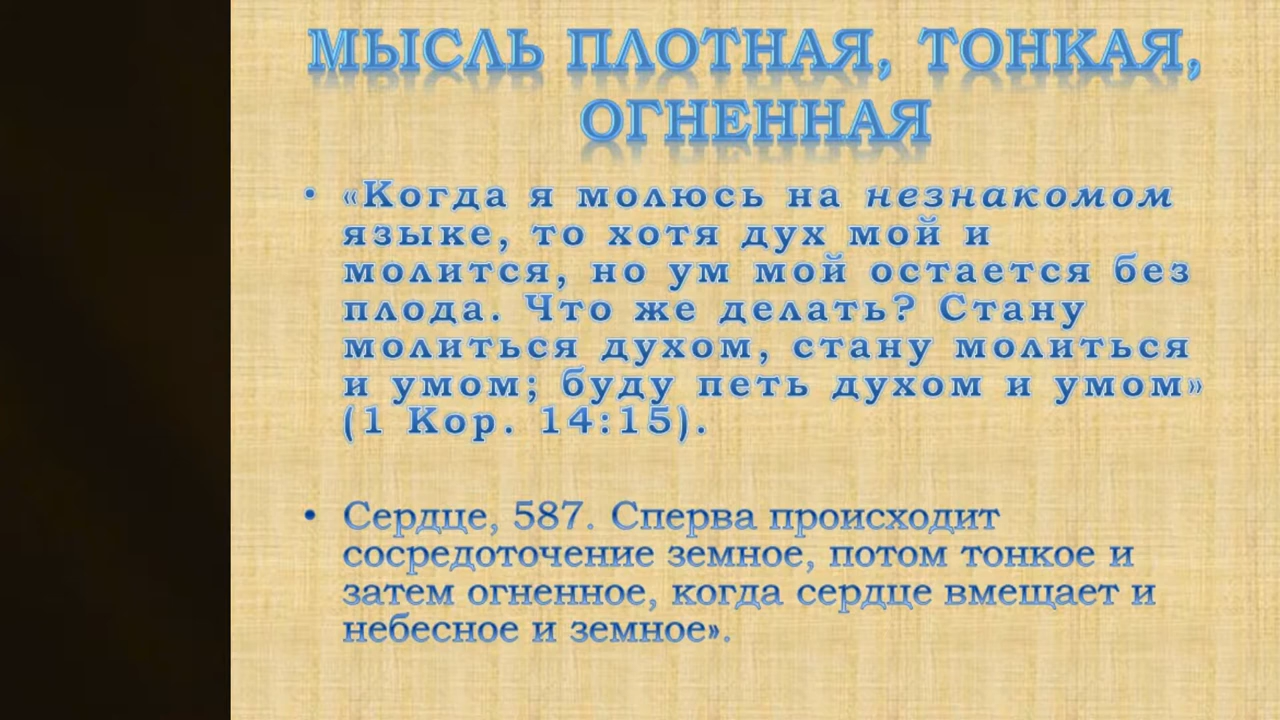 МЫСЛЬ ПЛОТНАЯ, ТОНКАЯ,
ОГНЕННАЯ
• «Когда я молюсь на незнакомом
языке, то хотя дух мой и
молится, но ум мой остается без
плода. Что же делать? Стану
молиться духом, стану молиться
и умом; буду петь духом и умом»
(1 Кор. 14:15).
• Сердце, 587. Сперва происходит
сосредоточение земное, потом тонкое и
затем огненное, когда сердце вмещает и
небесное и земное».